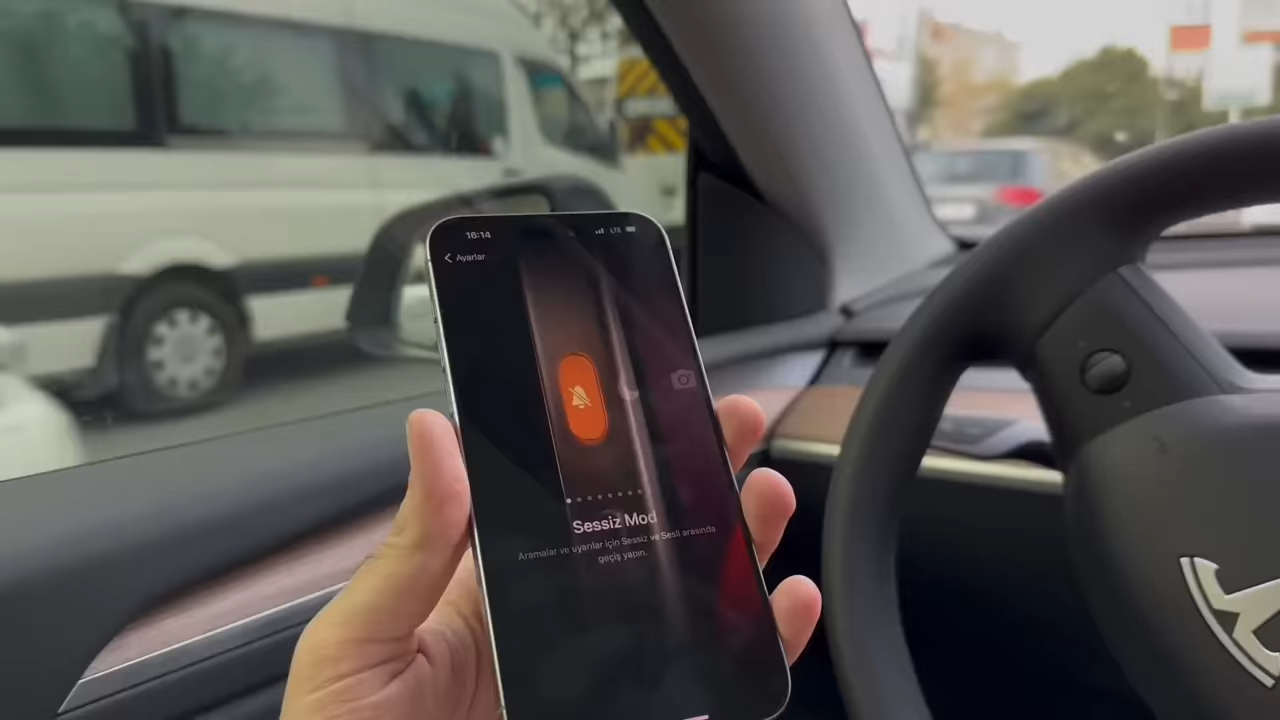 16:14
LTE
Ayarlar
Sessiz Mod
Aramalar ve uyarılar için Sessiz ve Sesli arasında
geçiş yapın.